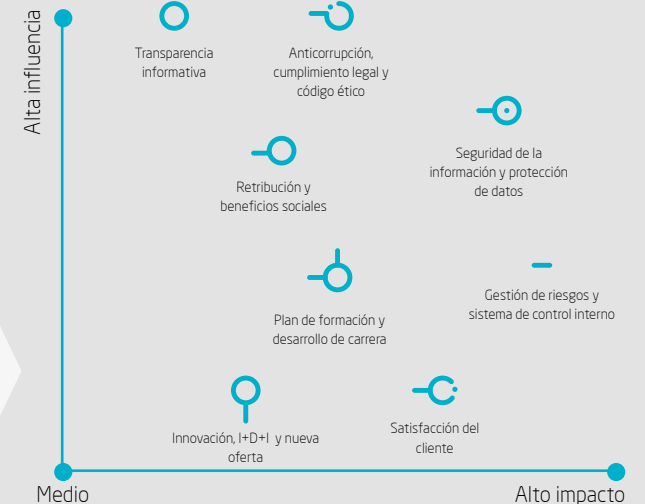 Alta influencia
Transparencia
informativa
Anticorrupción,
cumplimiento legal y
código ético
Seguridad de la
información y protección
de datos
Retribución y
beneficios sociales
Gestión de riesgos y
sistema de control interno
Plan de formación y
desarrollo de carrera
Satisfacción del
cliente
Innovación, I+D+I y nueva
oferta
Medio
Alto impacto